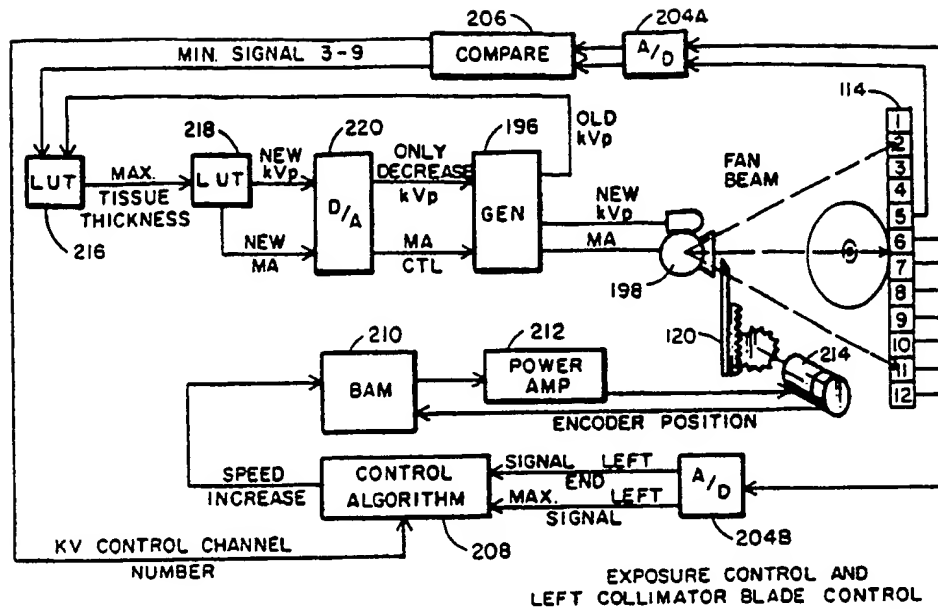 206
204A
COMPARE
A/D
MIN. SIGNAL 3-9
114
1
2
3
4
5
6
7
8
9
10
11
12
218
220
196
OLD
kVp
LUT
MAX.
TISSUE
THICKNESS
216
LUT
NEW
kVp
NEW
MA
D/A
ONLY
DECREASE
kVp
MA
CTL
GEN
NEW
kVp
MA
FAN
BEAM
198
120
214
210
212
BAM
POWER
AMP
ENCODER POSITION
SPEED
INCREASE
CONTROL
ALGORITHM
SIGNAL LEFT
END
MAX. LEFT
SIGNAL
A/D
204B
208
KV CONTROL CHANNEL
NUMBER
EXPOSURE CONTROL AND
LEFT COLLIMATOR BLADE CONTROL